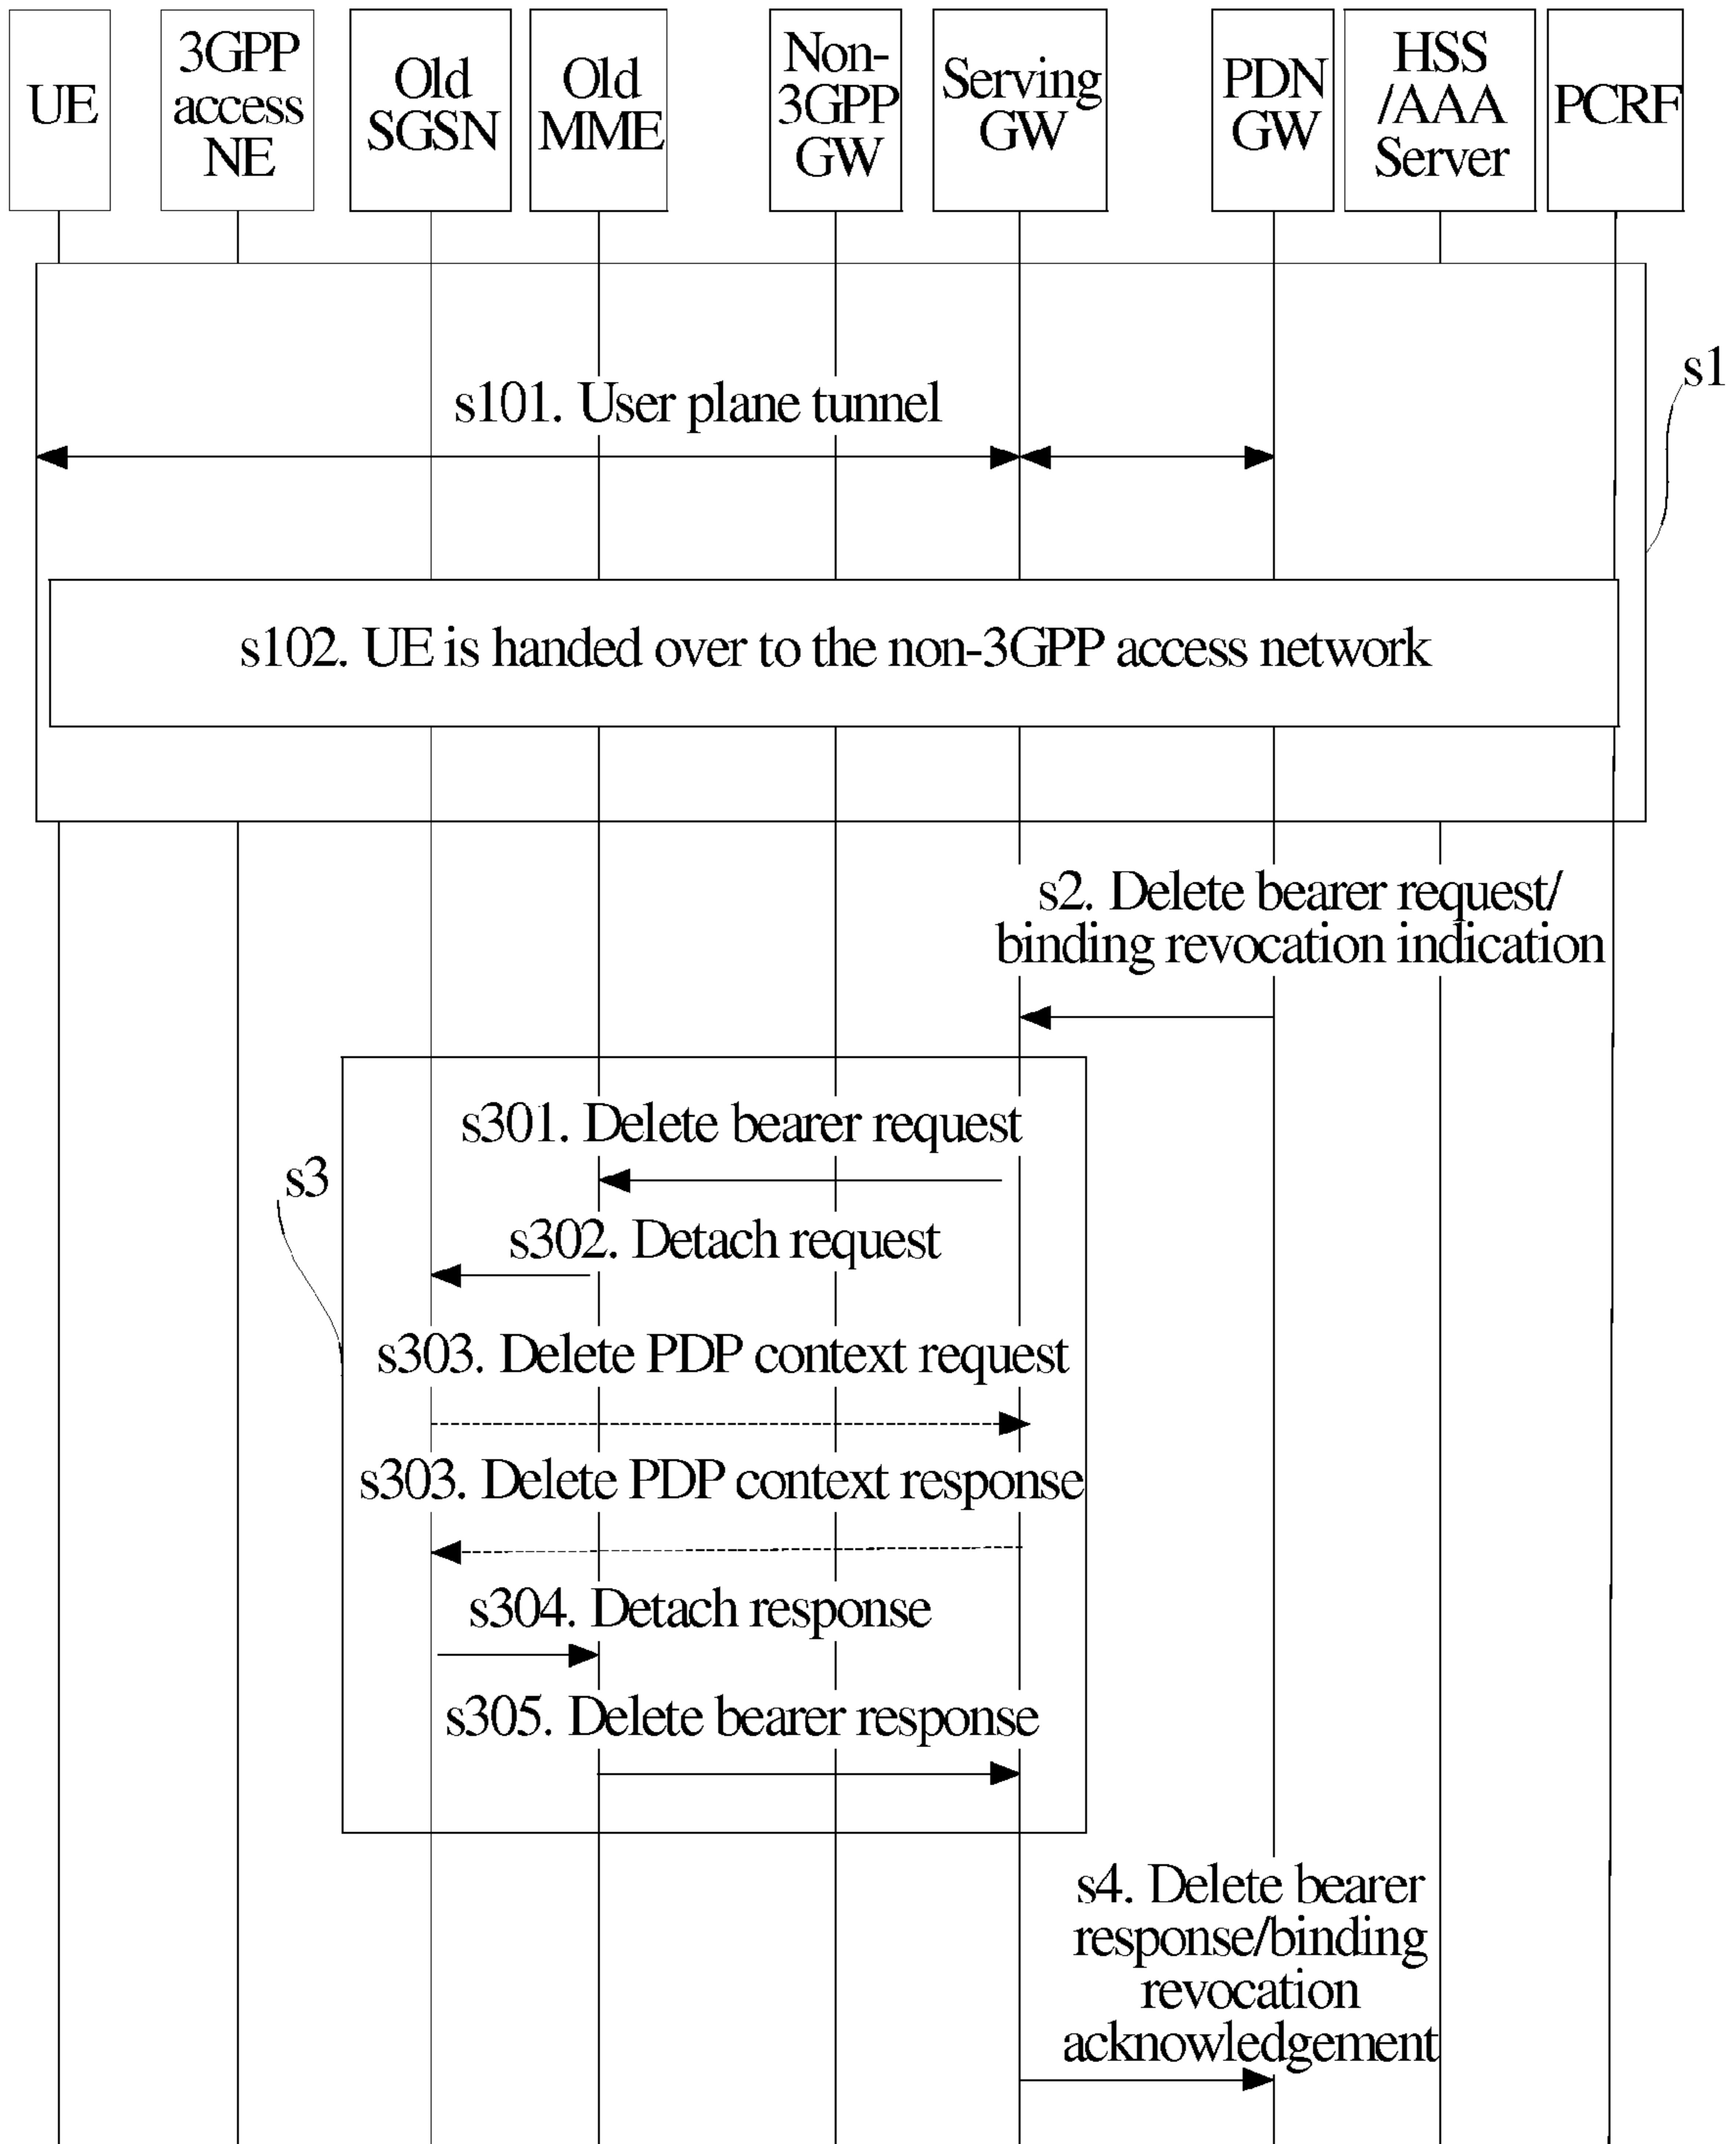 UE
3GPP
access
NE
Old
SGSN
Old
MME
Non-
3GPP
GW
Serving
GW
PDN
GW
HSS
/AAA
Server
PCRF
s1
s101. User plane tunnel
s102. UE is handed over to the non-3GPP access network
s2. Delete bearer request/
binding revocation indication
s3
s301. Delete bearer request
s302. Detach request
s303. Delete PDP context request
s303. Delete PDP context response
s304. Detach response
s305. Delete bearer response
s4. Delete bearer
response/binding
revocation
acknowledgement